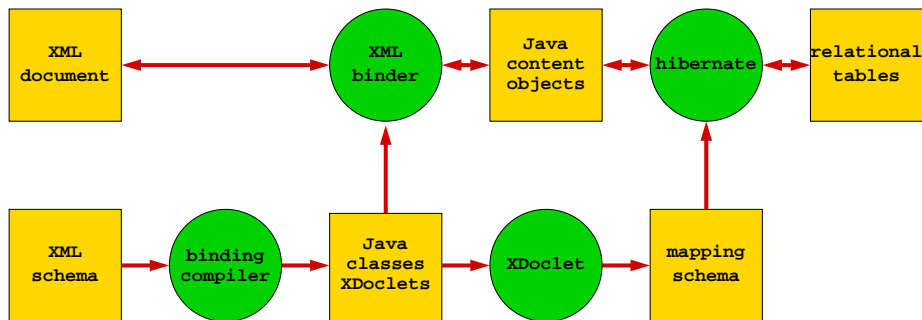 XML
document
XML
binder
Java
content
objects
hibernate
relational
tables
XML
schema
binding
compiler
Java
classes
XDoclets
XDoclet
mapping
schema